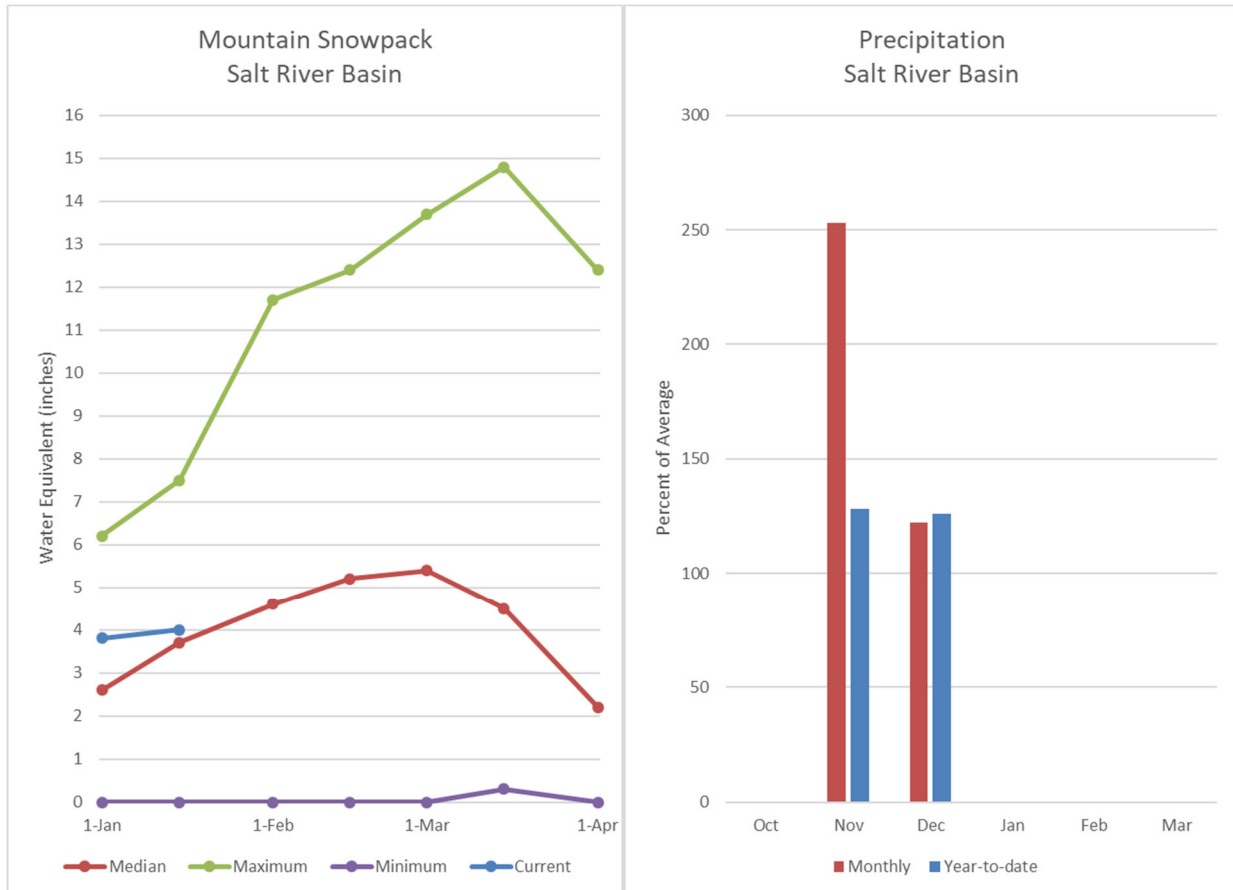 Mountain Snowpack
Salt River Basin
16
15
14
13
12
11
10
9
8
7
6
5
4
3
2
1
0
Water Equivalent (inches)
1-Jan 1-Feb 1-Mar 1-Apr
Median Maximum Minimum Current
Precipitation
Salt River Basin
300
250
200
150
100
50
0
Percent of Average
Oct Nov Dec Jan Feb Mar
Monthly Year-to-date